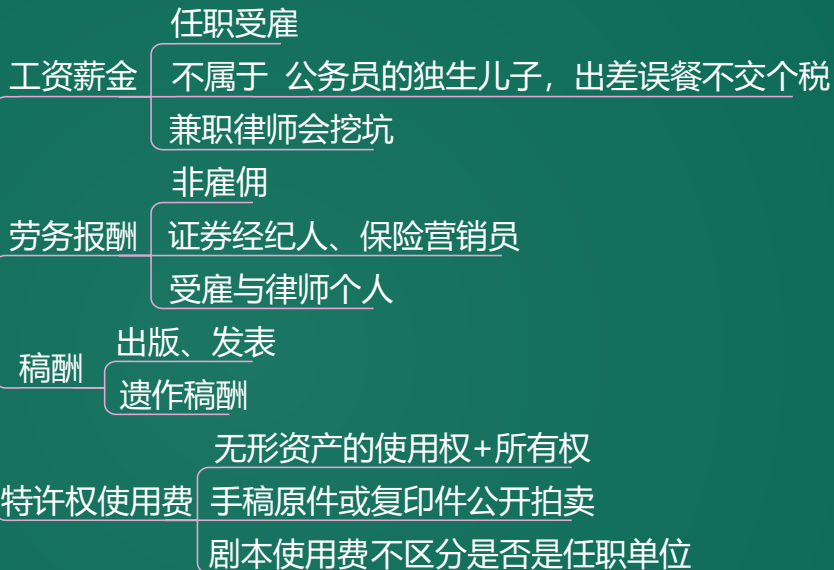 任职受雇
工资薪金
不属于 公务员的独生儿子，出差误餐不交个税
兼职律师会挖坑
非雇佣
劳务报酬
证券经纪人、保险营销员
受雇与律师个人
出版、发表
稿酬
遗作稿酬
无形资产的使用权+所有权
特许权使用费
手稿原件或复印件公开拍卖
剧本使用费不区分是否是任职单位